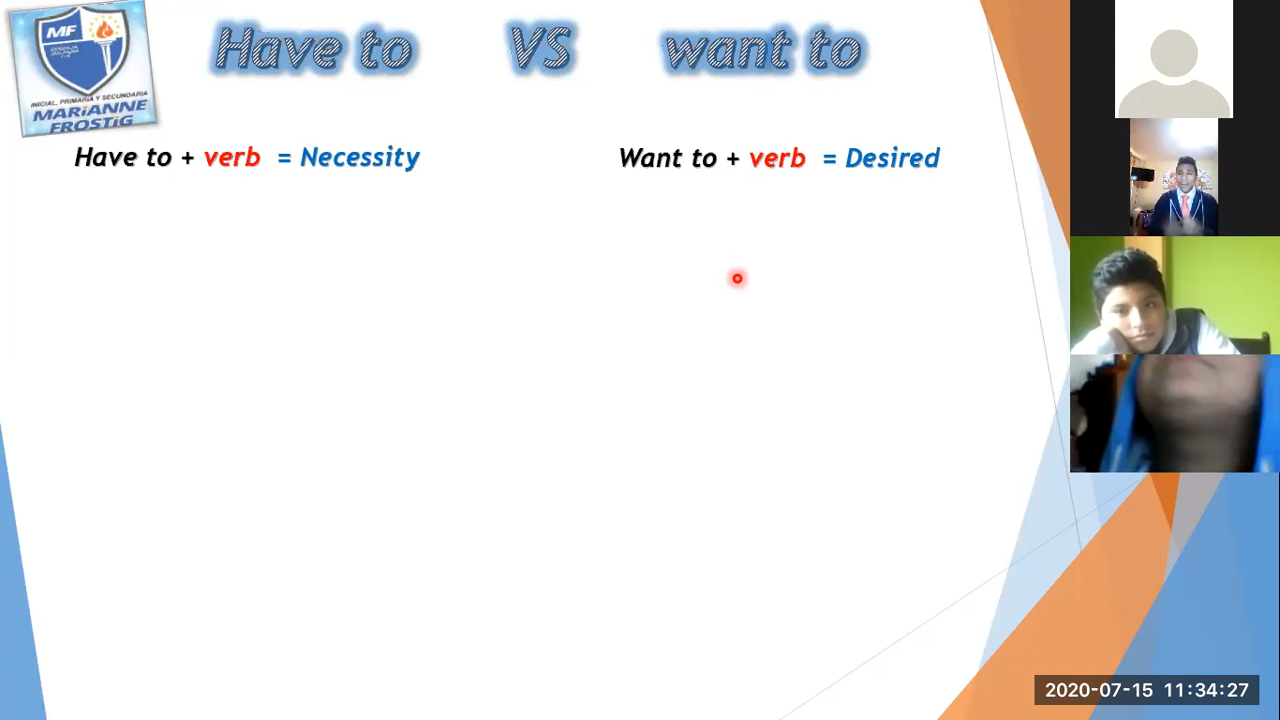 MF
INICIAL, PRIMARIA Y SECUNDARIA
MARiANNE
FROSTiG
Have to VS want to
Have to + verb = Necessity
Want to + verb = Desired
2020-07-15 11:34:27